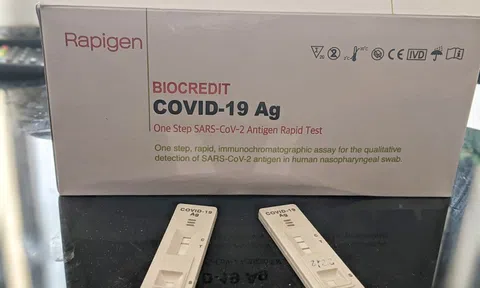 Rapigen
IVD
BIOCREDIT
COVID-19 Ag
One Step SARS-CoV-2 Antigen Rapid Test
One step, rapid, immunochromatographic assay for the qualitative
detection of SARS-CoV-2 antigen in human nasopharyngeal swab.
COVID-19
Ag
COVID-19
Ag